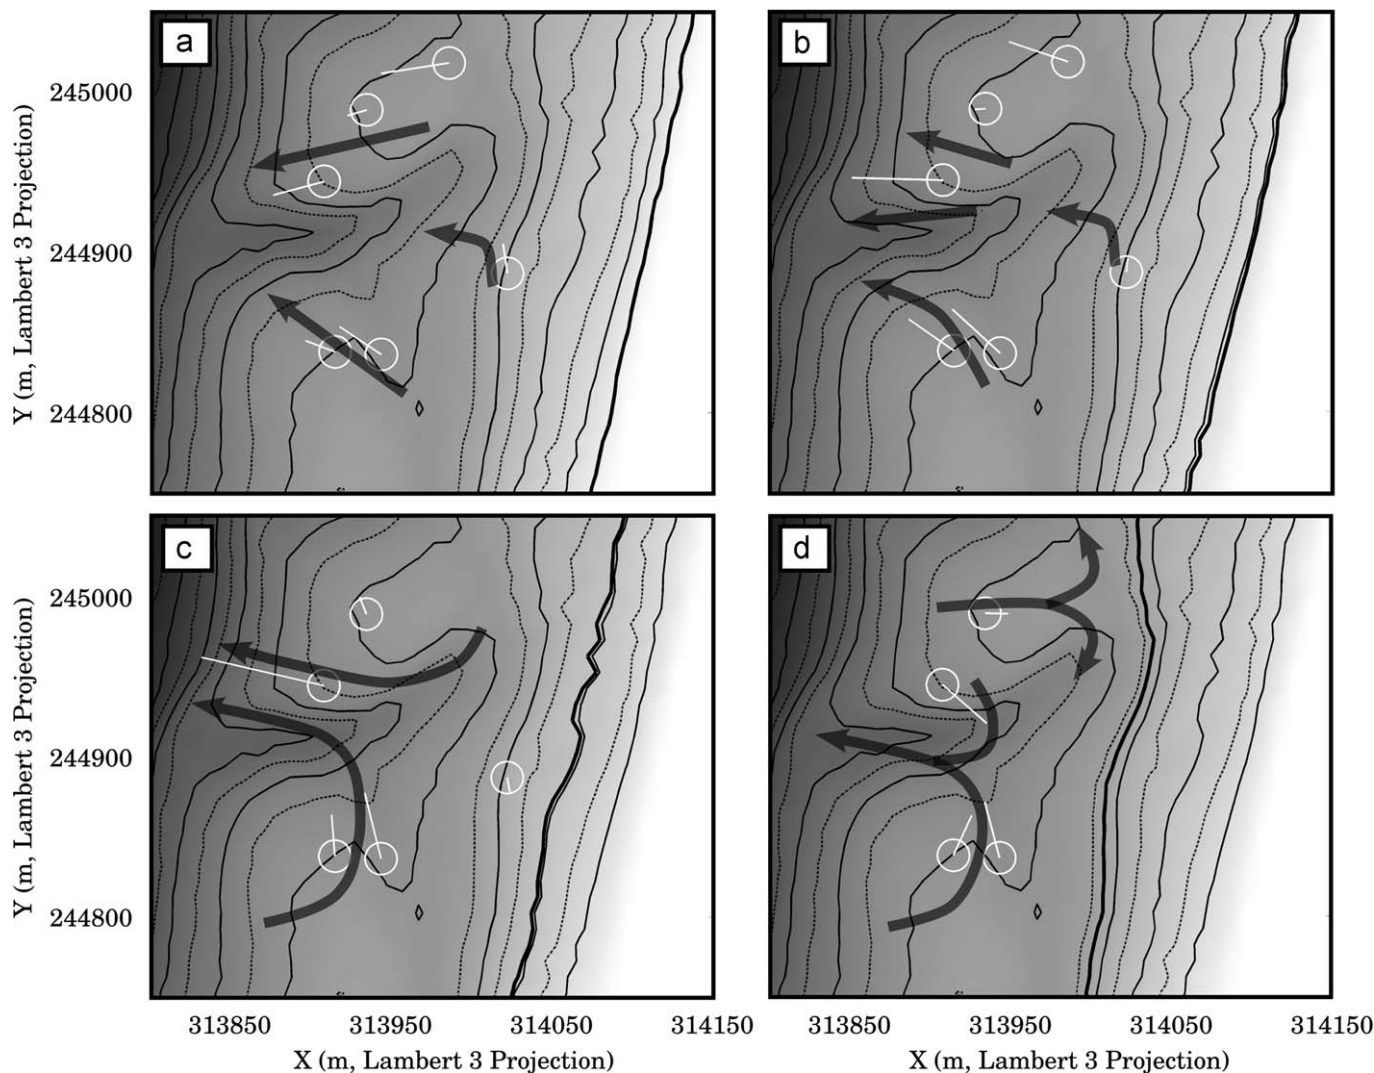 a
b
Y (m, Lambert 3 Projection)
245000
244900
244800
c
d
Y (m, Lambert 3 Projection)
245000
244900
244800
313850 313950 314050 314150 313850 313950 314050 314150
X (m, Lambert 3 Projection) X (m, Lambert 3 Projection)